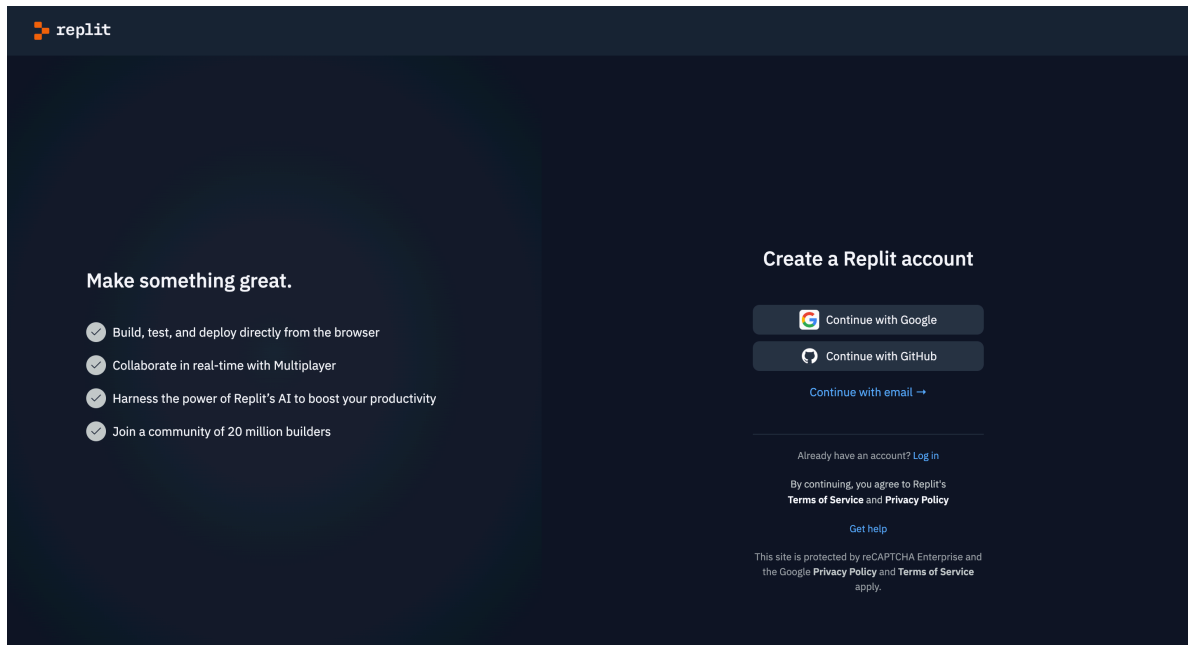 replit
Make something great.
Build, test, and deploy directly from the browser
Collaborate in real-time with Multiplayer
Harness the power of Replit’s AI to boost your productivity
Join a community of 20 million builders
Create a Replit account
Continue with Google
Continue with GitHub
Continue with email →
Already have an account? Log in
By continuing, you agree to Replit's
Terms of Service and Privacy Policy
Get help
This site is protected by reCAPTCHA Enterprise and
the Google Privacy Policy and Terms of Service
apply.